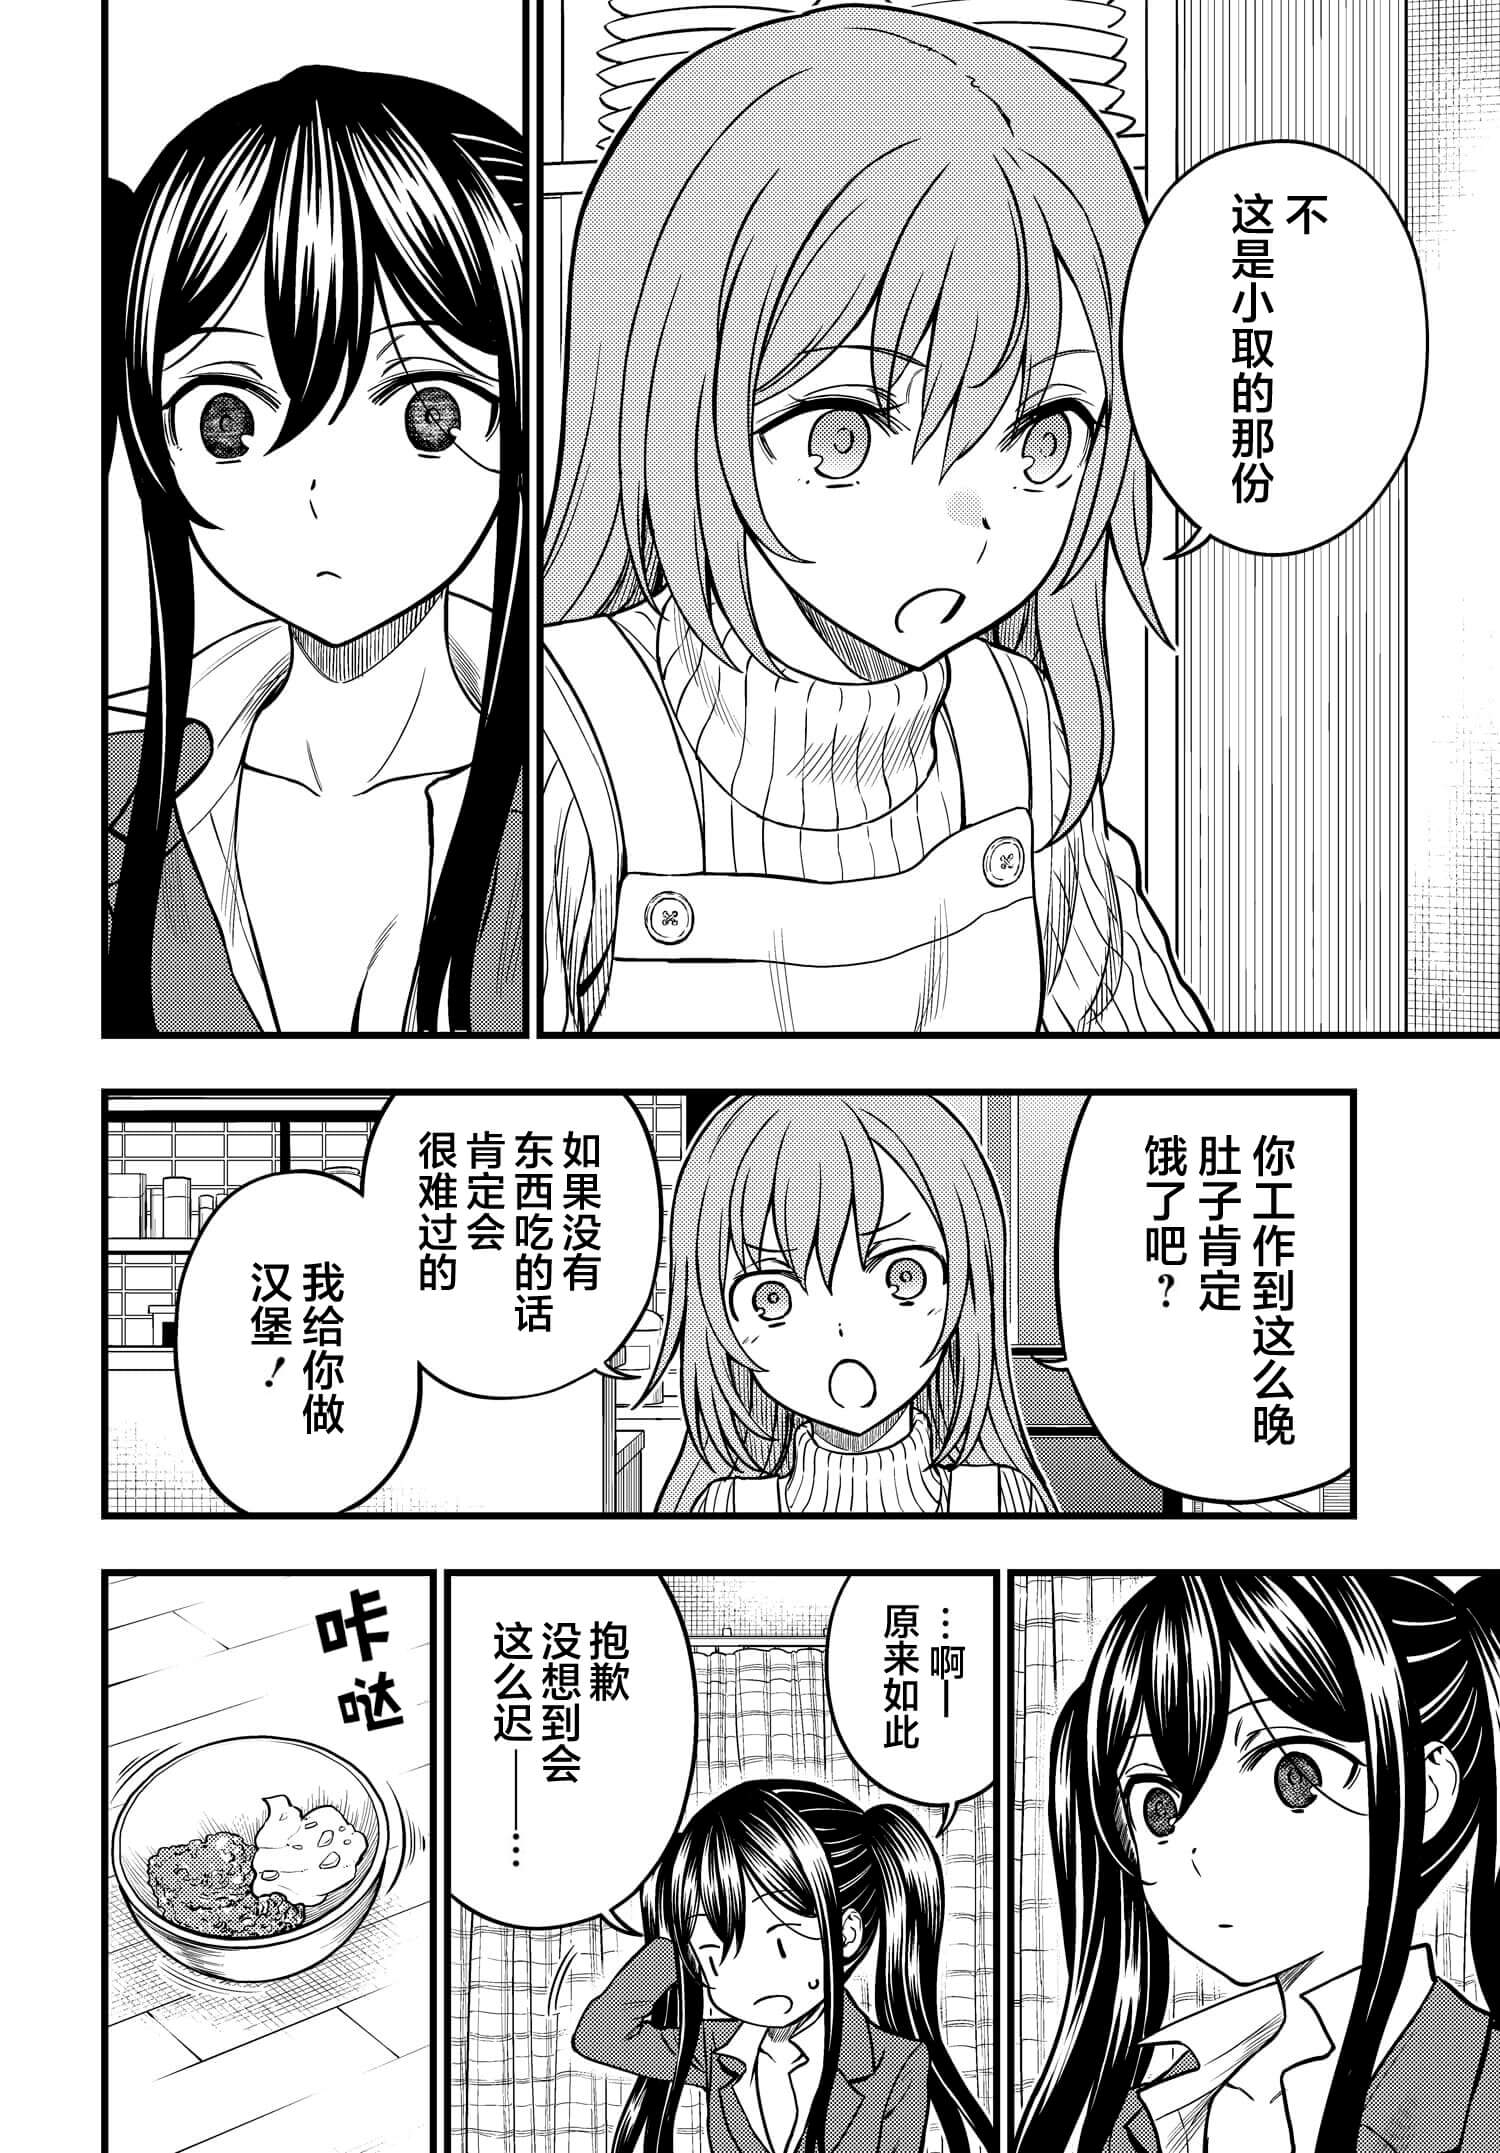 不
这是小取的那份
你工作到这么晚
肚子肯定
饿了吧?
如果没有
东西吃的话
肯定会
很难过的
我给你做
汉堡!
…啊—
原来如此
抱歉
没想到会
这么迟——…
咔哒